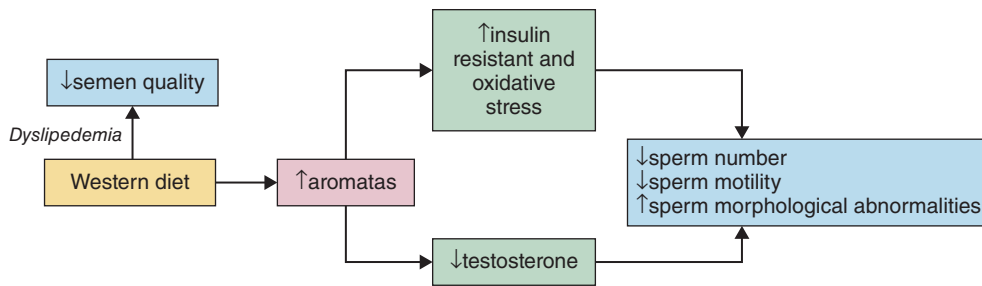 ↓semen quality
Dyslipedemia
Western diet
↑aromatas
↑insulin
resistant and
oxidative
stress
↓testosterone
↓sperm number
↓sperm motility
↑sperm morphological abnormalities